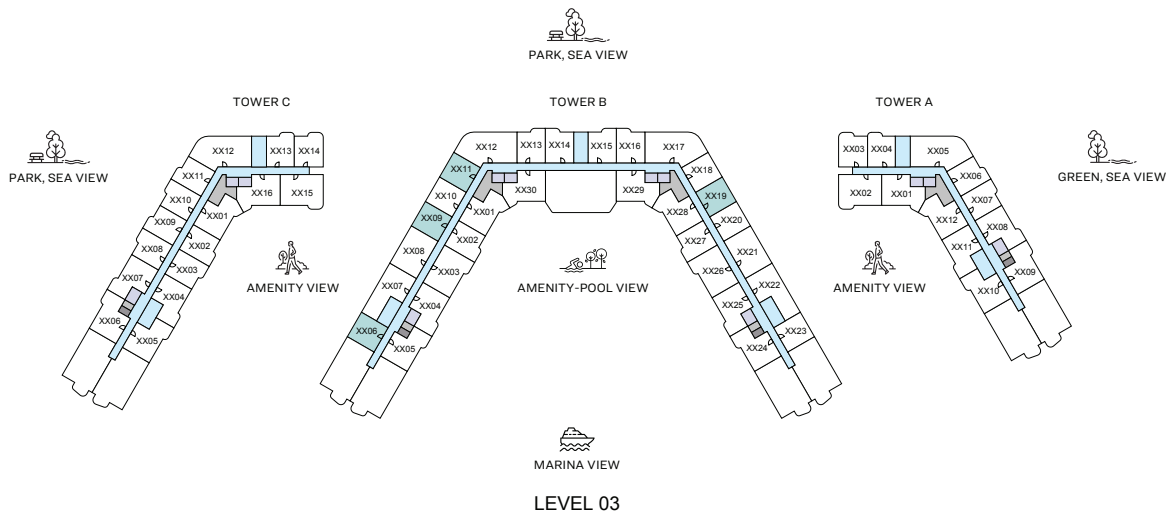 PARK, SEA VIEW
TOWER C
TOWER B
TOWER A
PARK, SEA VIEW
GREEN, SEA VIEW
XX12
XX13
XX14
XX11
XX16
XX15
XX10
XX01
XX09
XX02
XX08
XX03
XX07
XX04
XX06
XX05
XX12
XX13
XX14
XX15
XX16
XX17
XX11
XX18
XX10
XX30
XX29
XX19
XX01
XX28
XX09
XX20
XX02
XX27
XX08
XX21
XX03
XX26
XX07
XX22
XX04
XX25
XX06
XX23
XX05
XX24
XX03
XX04
XX05
XX02
XX01
XX06
XX07
XX12
XX08
XX11
XX09
XX10
AMENITY VIEW
AMENITY-POOL VIEW
AMENITY VIEW
MARINA VIEW
LEVEL 03